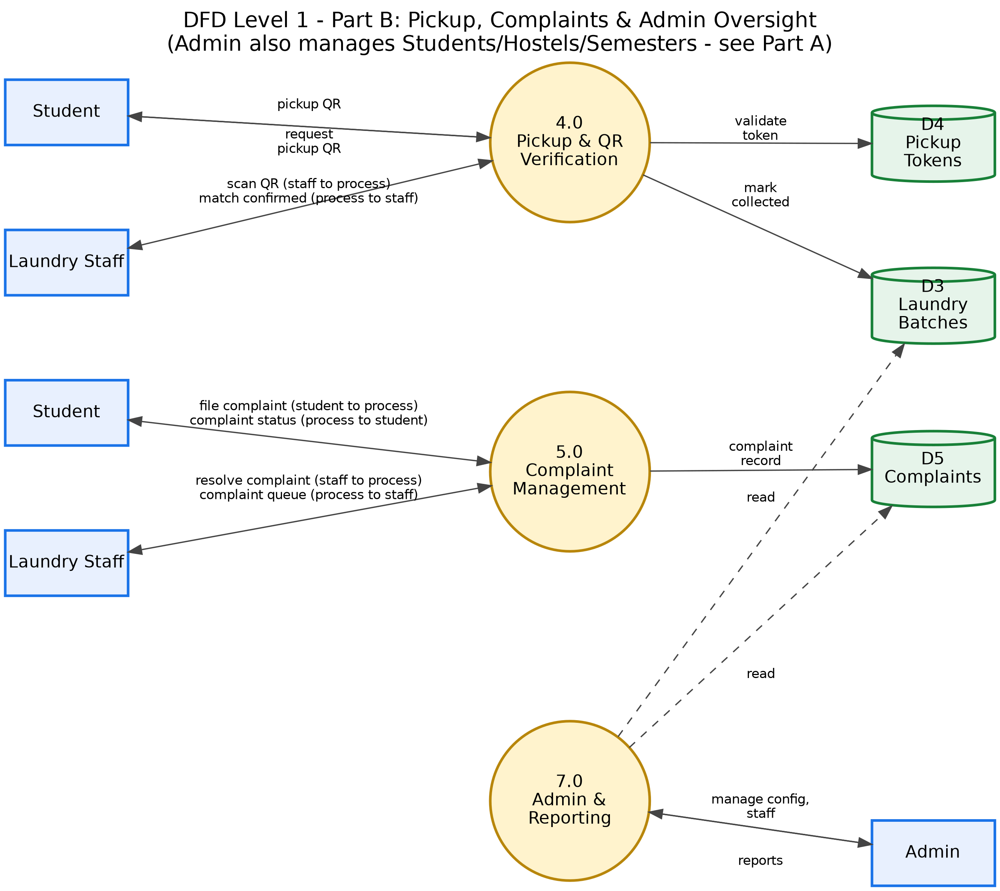 DFD Level 1 - Part B: Pickup, Complaints & Admin Oversight
(Admin also manages Students/Hostels/Semesters - see Part A)
Student
pickup QR
request
pickup QR
4.0
Pickup & QR
Verification
validate
token
D4
Pickup
Tokens
scan QR (staff to process)
match confirmed (process to staff)
mark
collected
Laundry Staff
D3
Laundry
Batches
Student
file complaint (student to process)
complaint status (process to student)
5.0
Complaint
Management
complaint
record
D5
Complaints
resolve complaint (staff to process)
complaint queue (process to staff)
read
Laundry Staff
read
7.0
Admin &
Reporting
manage config,
staff
reports
Admin